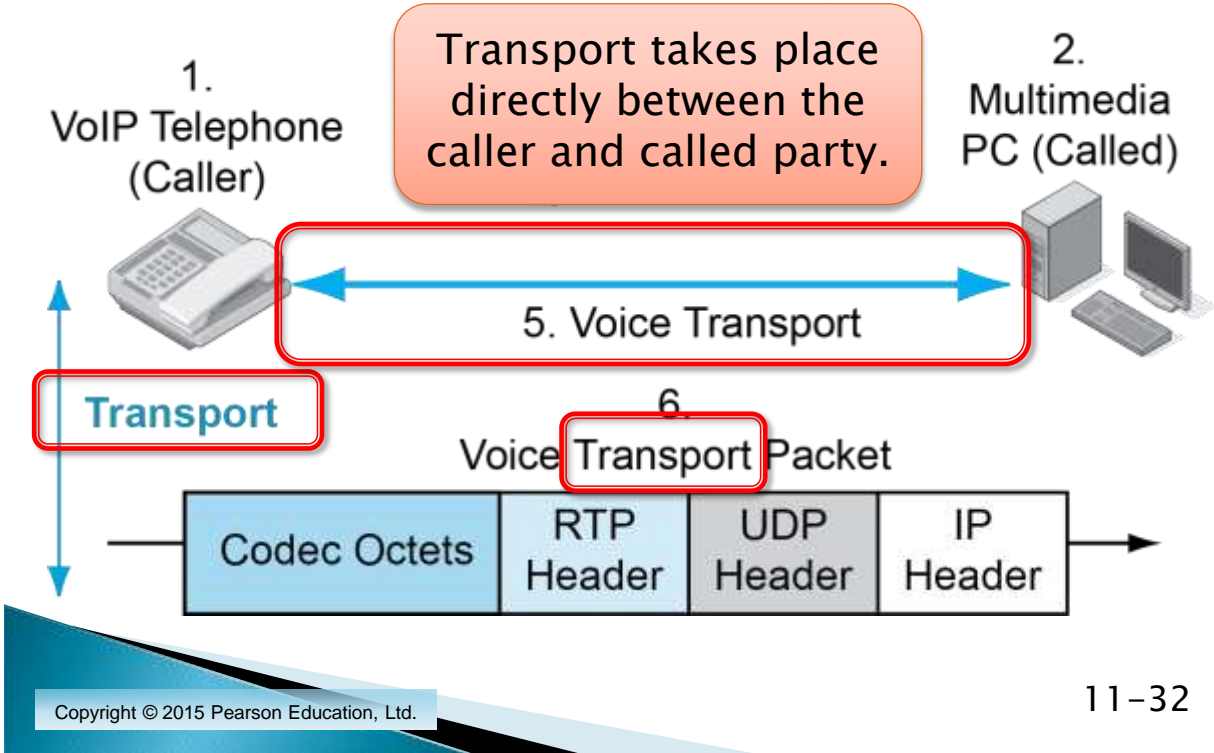 Transport takes place
directly between the
caller and called party.
1.
VoIP Telephone
(Caller)
2.
Multimedia
PC (Called)
5. Voice Transport
Transport
6.
Voice Transport Packet
Codec Octets
RTP
Header
UDP
Header
IP
Header
Copyright © 2015 Pearson Education, Ltd.
11-32